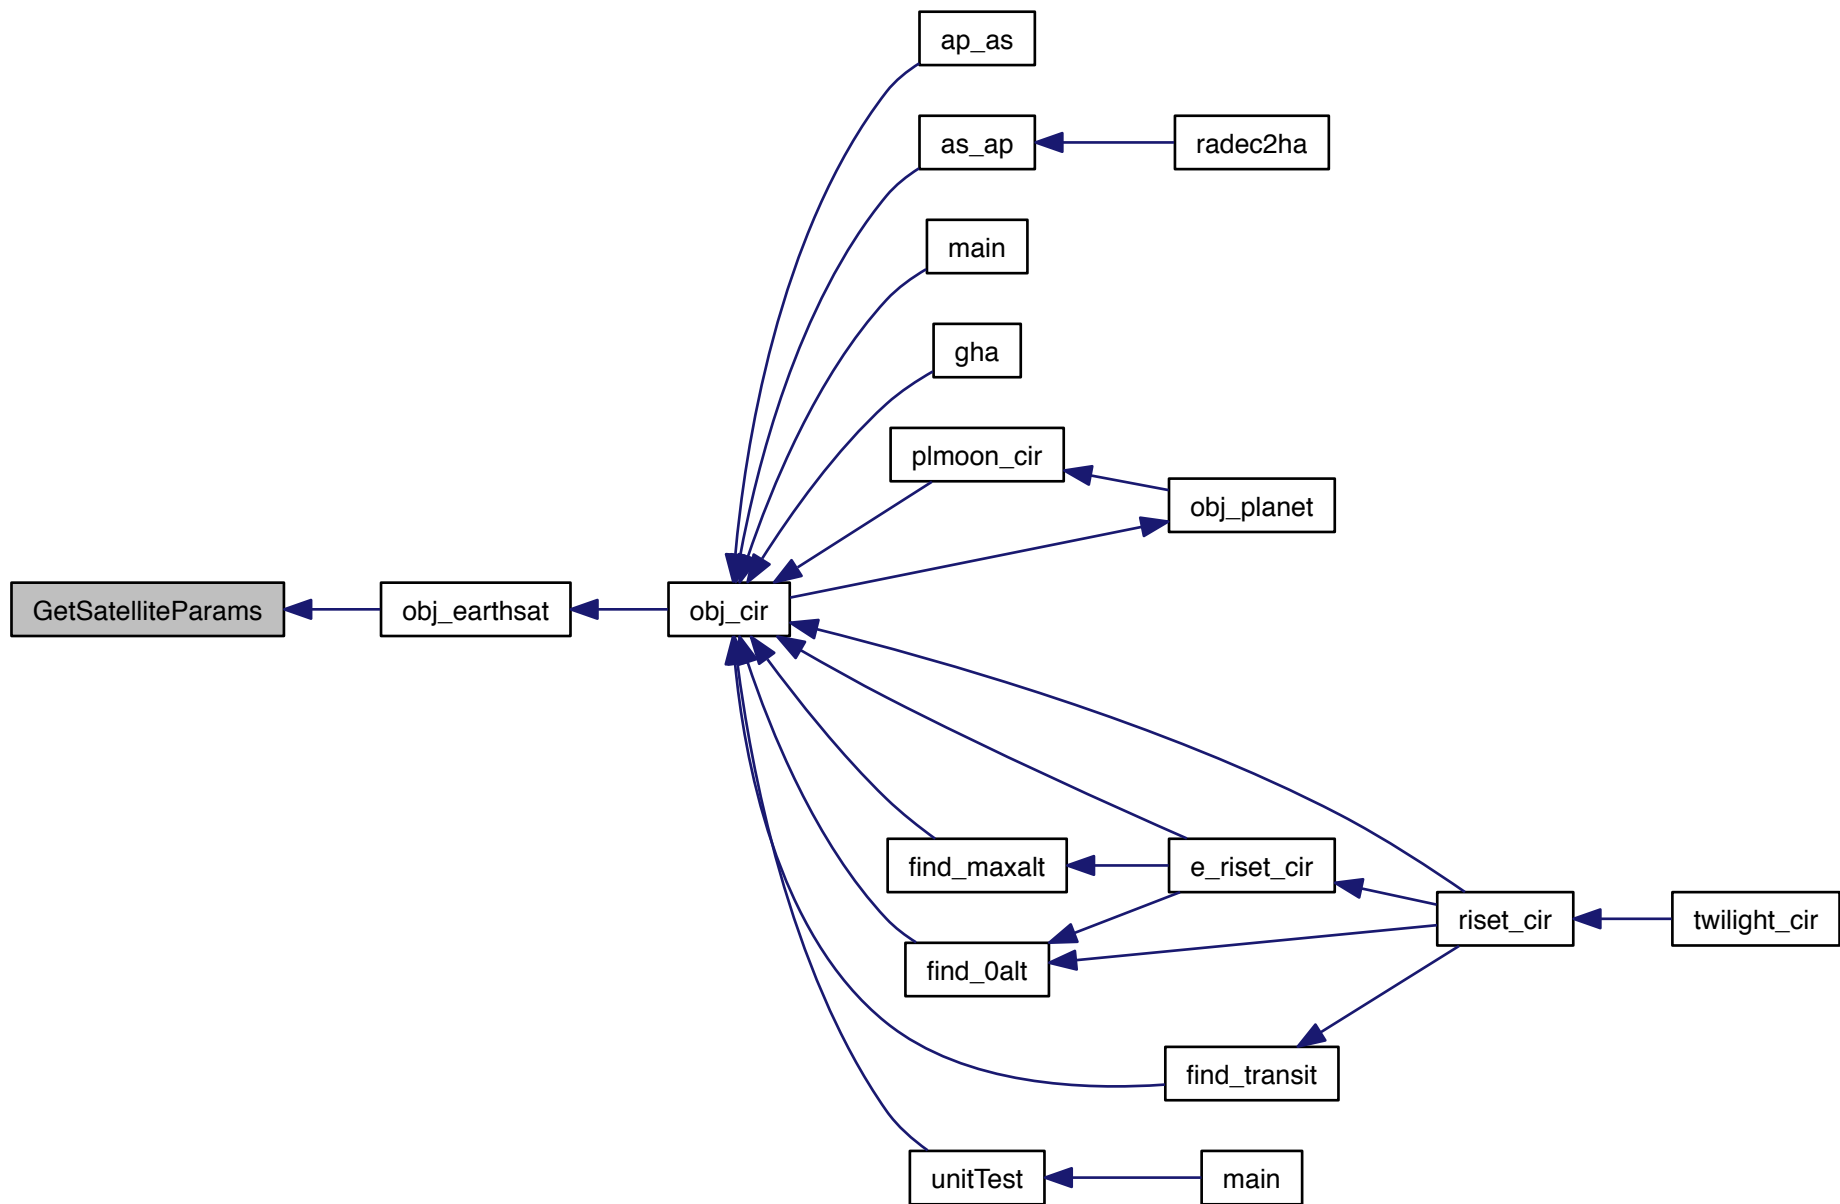 ap_as
as_ap
radec2ha
main
gha
plmoon_cir
obj_planet
GetSatelliteParams
obj_earthsat
obj_cir
find_maxalt
e_riset_cir
find_0alt
riset_cir
twilight_cir
find_transit
unitTest
main